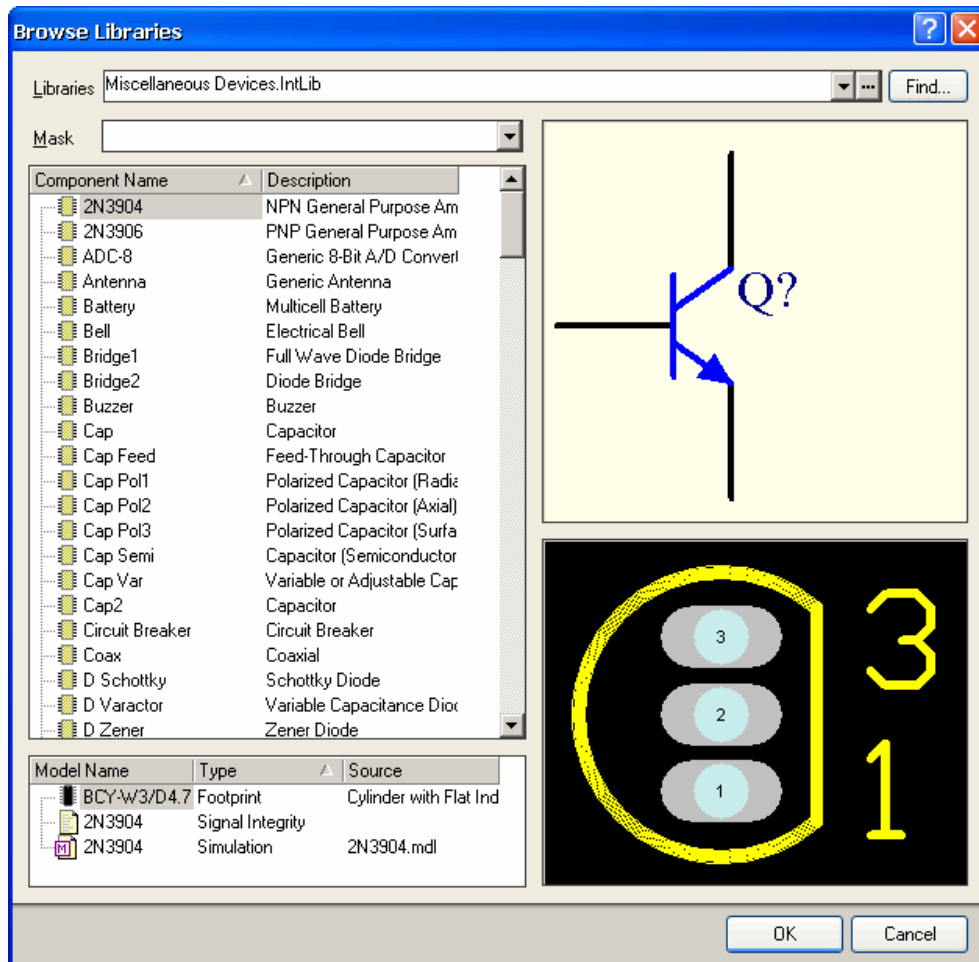 Browse Libraries
Libraries Miscellaneous Devices.IntLib Find...
Mask
Component Name Description
2N3904 NPN General Purpose Am
2N3906 PNP General Purpose Am
ADC-8 Generic 8-Bit A/D Convert
Antenna Generic Antenna
Battery Multicell Battery
Bell Electrical Bell
Bridge1 Full Wave Diode Bridge
Bridge2 Diode Bridge
Buzzer Buzzer
Cap Capacitor
Cap Feed Feed-Through Capacitor
Cap Pol1 Polarized Capacitor (Radia
Cap Pol2 Polarized Capacitor (Axial)
Cap Pol3 Polarized Capacitor (Surfa
Cap Semi Capacitor (Semiconductor
Cap Var Variable or Adjustable Cap
Cap2 Capacitor
Circuit Breaker Circuit Breaker
Coax Coaxial
D Schottky Schottky Diode
D Varactor Variable Capacitance Diod
D Zener Zener Diode
Q?
3 3
2
1 1
Model Name Type Source
BCY-W3/D4.7 Footprint Cylinder with Flat Ind
2N3904 Signal Integrity
2N3904 Simulation 2N3904.mdl
OK Cancel